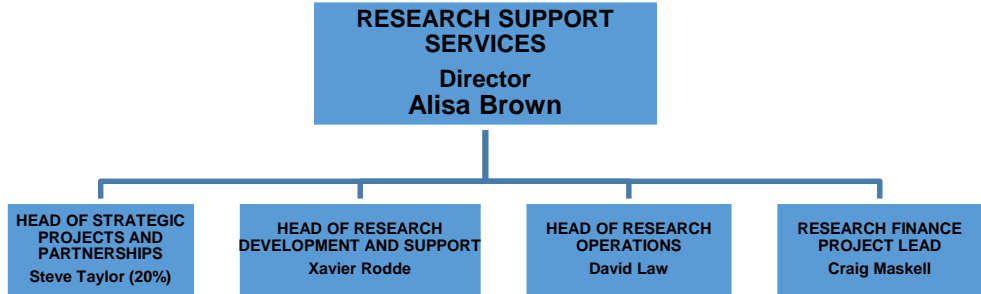 RESEARCH SUPPORT
SERVICES
Director
Alisa Brown
HEAD OF STRATEGIC
PROJECTS AND
PARTNERSHIPS
Steve Taylor (20%)
HEAD OF RESEARCH
DEVELOPMENT AND SUPPORT
Xavier Rodde
HEAD OF RESEARCH
OPERATIONS
David Law
RESEARCH FINANCE
PROJECT LEAD
Craig Maskell